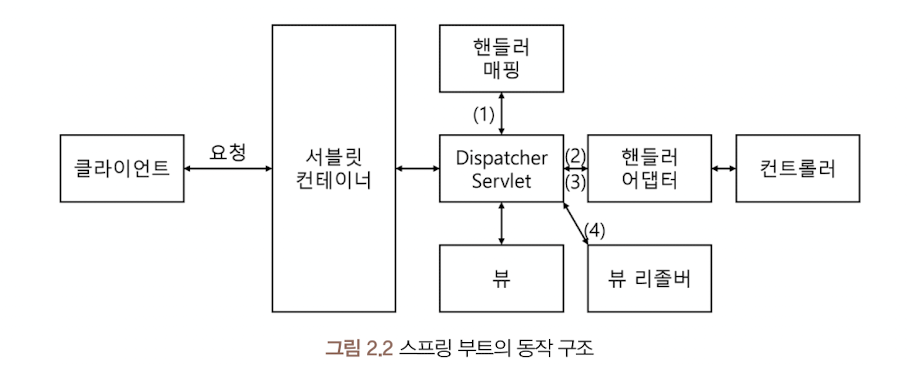 핸들러
매핑
(1)
클라이언트
요청
서블릿
컨테이너
Dispatcher
Servlet
(2)
(3)
핸들러
어댑터
컨트롤러
(4)
뷰
뷰 리졸버
그림 2.2 스프링 부트의 동작 구조